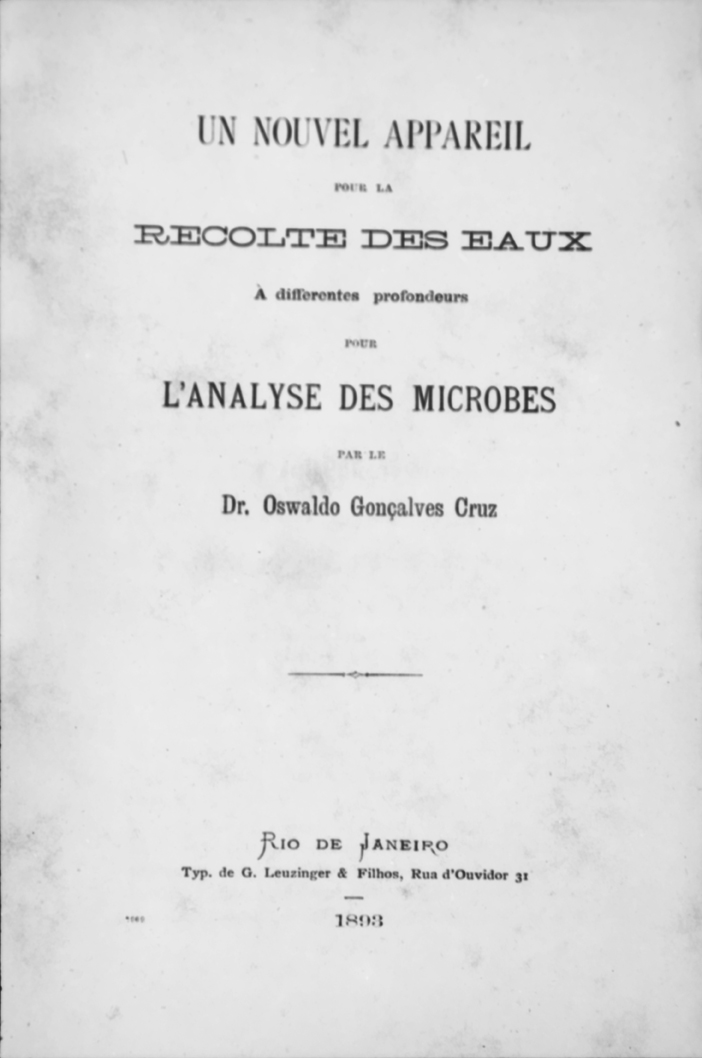 UN NOUVEL APPAREIL
POUR LA
RECOLTE DES EAUX
À differentes profondeurs
POUR
L'ANALYSE DES MICROBES
PAR LE
Dr. Oswaldo Gonçalves Cruz
RIO DE JANEIRO
Typ. de G. Leuzinger & Filhos, Rua d'Ouvidor 31
1893